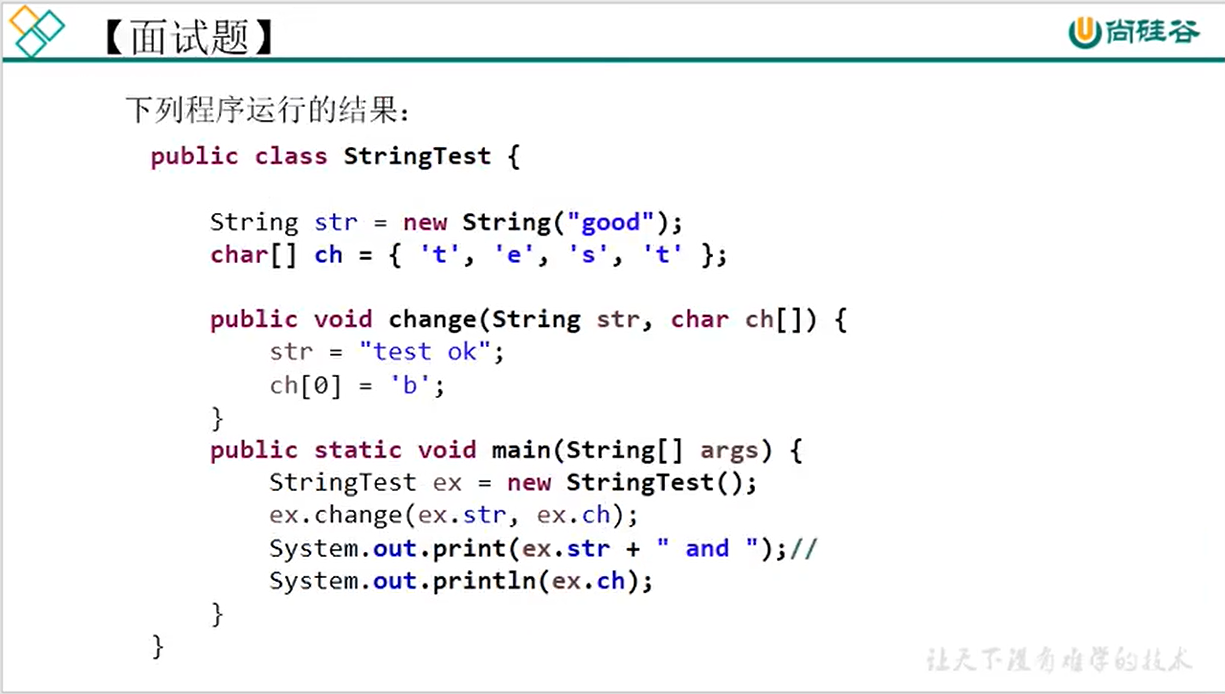 【面试题】
尚硅谷
下列程序运行的结果：
public class StringTest {
String str = new String("good");
char[] ch = { 't', 'e', 's', 't' };
public void change(String str, char ch[]) {
str = "test ok";
ch[0] = 'b';
}
public static void main(String[] args) {
StringTest ex = new StringTest();
ex.change(ex.str, ex.ch);
System.out.print(ex.str + " and ");//
System.out.println(ex.ch);
}
}
让天下没有难学的技术